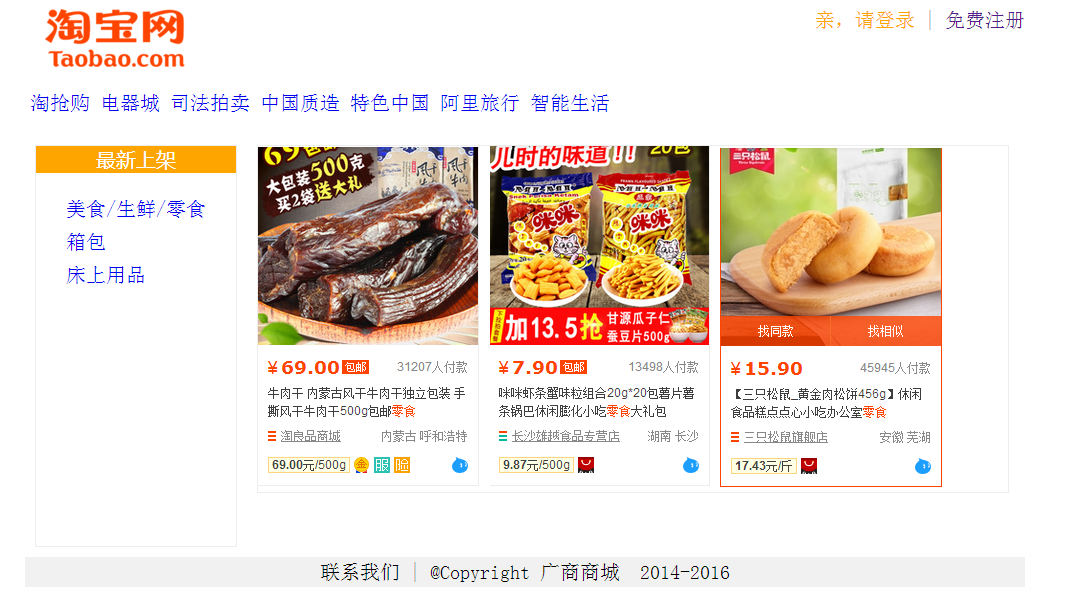 淘宝网
Taobao.com
亲，请登录 | 免费注册
淘抢购 电器城 司法拍卖 中国质造 特色中国 阿里旅行 智能生活
最新上架
美食/生鲜/零食
箱包
床上用品
大包装500克
买2袋送大礼
风干牛肉
¥69.00 包邮 31207人付款
牛肉干 内蒙古风干牛肉干独立包装 手
撕风干牛肉干500g包邮零食
淘良品商城 内蒙古 呼和浩特
69.00元/500g 金 服 险
儿时的味道!! 20包
咪咪 咪咪
加13.5抢 甘源瓜子仁
蚕豆片500g
¥7.90 包邮 13498人付款
咪咪虾条蟹味粒组合20g*20包薯片薯
条锅巴休闲膨化小吃零食大礼包
长沙雄越食品专营店 湖南 长沙
9.87元/500g
三只松鼠
找同款 找相似
¥15.90 45945人付款
【三只松鼠_黄金肉松饼456g】休闲
食品糕点点心小吃办公室零食
三只松鼠旗舰店 安徽 芜湖
17.43元/斤
联系我们 | @Copyright 广商商城 2014-2016